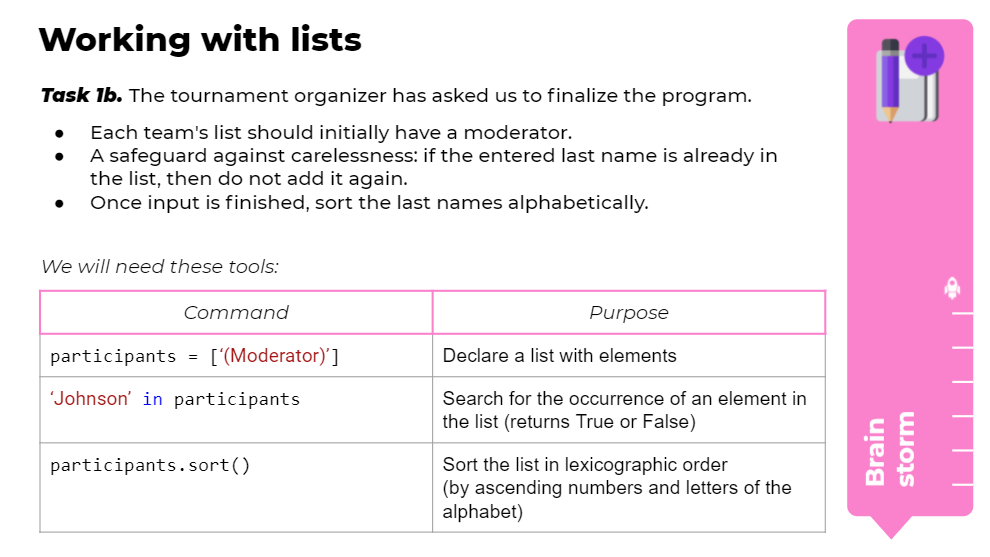 Working with lists
Task 1b. The tournament organizer has asked us to finalize the program.
● Each team's list should initially have a moderator.
● A safeguard against carelessness: if the entered last name is already in
the list, then do not add it again.
● Once input is finished, sort the last names alphabetically.
We will need these tools:
Command
Purpose
participants = [‘(Moderator)’]
Declare a list with elements
‘Johnson’ in participants
Search for the occurrence of an element in
the list (returns True or False)
participants.sort()
Sort the list in lexicographic order
(by ascending numbers and letters of the
alphabet)
Brain
storm